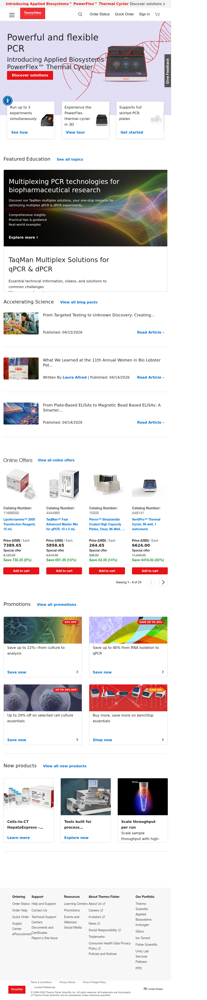 Introducing Applied Biosystems™ PowerFlex™ Thermal Cycler Discover solutions
ThermoFisher
SCIENTIFIC
Order Status
Quick Order
Sign in
Powerful and flexible
PCR
Introducing Applied Biosystems™
PowerFlex™ Thermal Cycler
Discover solutions
Give Feedback
Run up to 3
experiments
simultaneously
See how
Experience the
PowerFlex
thermal cycler
in 3D
View tour
Supports full
skirted PCR
plates
Get started
Featured Education
See all topics
Multiplexing PCR technologies for
biopharmaceutical research
Discover our TaqMan multiplex solutions, your one-stop resource for
optimizing multiplex qPCR & dPCR experiments.
Comprehensive insights
Practical tips & guidance
Real-world examples
Explore more
TaqMan Multiplex Solutions for
qPCR & dPCR
Essential technical information, videos, and solutions to
common challenges
Accelerating Science
View all blog posts
From Targeted Testing to Unknown Discovery: Creating...
Published: 04/15/2026
Read Article ›
What We Learned at the 11th Annual Women in Bio Lobster
Pot...
Written By Laura Allred | Published: 04/14/2026
Read Article ›
From Plate-Based ELISAs to Magnetic Bead Based ELISAs: A
Smarter...
Published: 04/14/2026
Read Article ›
Online Offers
View all online offers
Catalog Number:
11668500
Lipofectamine™ 2000
Transfection Reagent,
15 mL
Price (USD) / Each
7389.65
Special offer
8,120.00
Save 730.35 (9%)
Add to cart
Catalog Number:
4444965
TaqMan™ Fast
Advanced Master Mix
for qPCR, 10 x 5 mL
Price (USD) / Each
5858.65
Special offer
6,510.00
Save 651.35 (10%)
Add to cart
Catalog Number:
15500
Pierce™ Streptavidin
Coated High Capacity
Plates, Clear, 96-Well, ...
Price (USD) / Each
264.65
Special offer
308.00
Save 43.35 (14%)
Add to cart
Catalog Number:
A48141
VeritiPro™ Thermal
Cycler, 96 well, 1
instrument
Price (USD) / Each
6624.00
Special offer
11,040.00
Save 4416.00 (40%)
Add to cart
Viewing 1 - 4 of 24
Promotions
View all promotions
22% OFF
Save up to 22%—from culture to
analysis
Save now
SAVE UP TO 40%
Save up to 40% from RNA Isolation to
qPCR
Save now
UP TO 29% OFF
Up to 29% off on selected cell culture
essentials
Save now
SAVE BIG
Buy more, save more on benchtop
essentials
Shop now
New products
View all new products
invitrogen
Cells-to-CT
HepatoExpress -...
Learn more
Tools built for
process...
Explore now
Scale throughput
per run
Scale sample
throughput with high-
Ordering
Order Status
Order Help
Quick Order
Supply
Center
eProcurement
Support
Help and Support
Contact Us
Technical Support
Centers
Documents and
Certificates
Report a Site Issue
Resources
Learning Centers
Promotions
Events and
Webinars
Social Media
About Thermo Fisher
About Us
Careers
Investors
News
Social Responsibility
Trademarks
Consumer Health Data Privacy
Policy
Policies and Notices
Our Portfolio
Thermo
Scientific
Applied
Biosystems
Invitrogen
Gibco
Ion Torrent
Fisher Scientific
Unity Lab
Services
Patheon
PPD
Terms & Conditions
Privacy Notice
Price & Freight Policy
Cookie Preferences
ThermoFisher
SCIENTIFIC
© 2006-2026 Thermo Fisher Scientific Inc. All rights reserved. All trademarks are the property
of Thermo Fisher Scientific and its subsidiaries unless otherwise specified.
United States